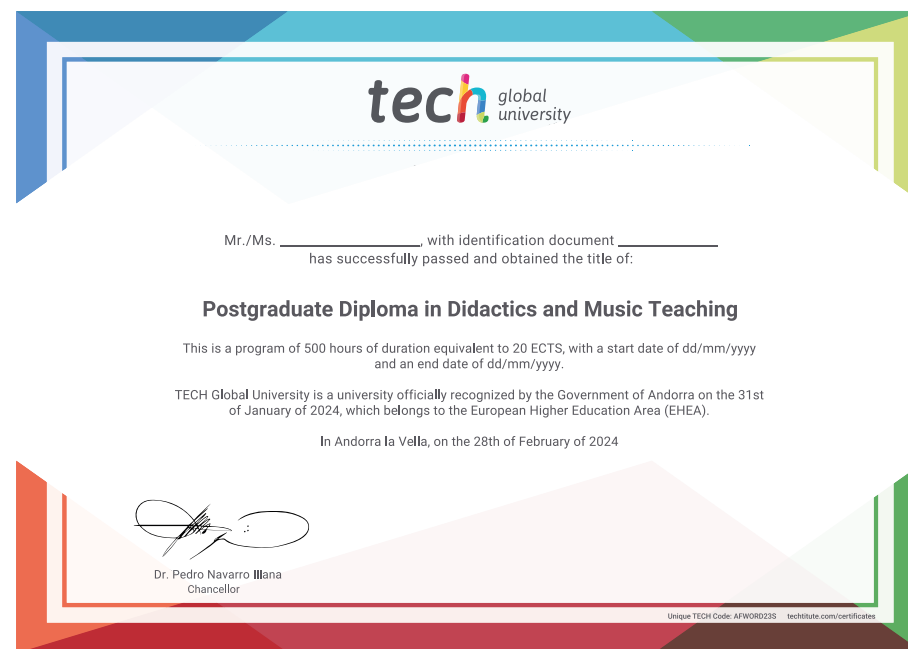 tech global
university
Mr./Ms. ____________________, with identification document ______________
has successfully passed and obtained the title of:
Postgraduate Diploma in Didactics and Music Teaching
This is a program of 500 hours of duration equivalent to 20 ECTS, with a start date of dd/mm/yyyy
and an end date of dd/mm/yyyy.
TECH Global University is a university officially recognized by the Government of Andorra on the 31st
of January of 2024, which belongs to the European Higher Education Area (EHEA).
In Andorra la Vella, on the 28th of February of 2024
Dr. Pedro Navarro Illana
Chancellor
Unique TECH Code: AFWORD23S techtitute.com/certificates